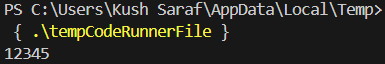 PS C:\Users\Kush Saraf\AppData\Local\Temp>
{ .\tempCodeRunnerFile }
12345